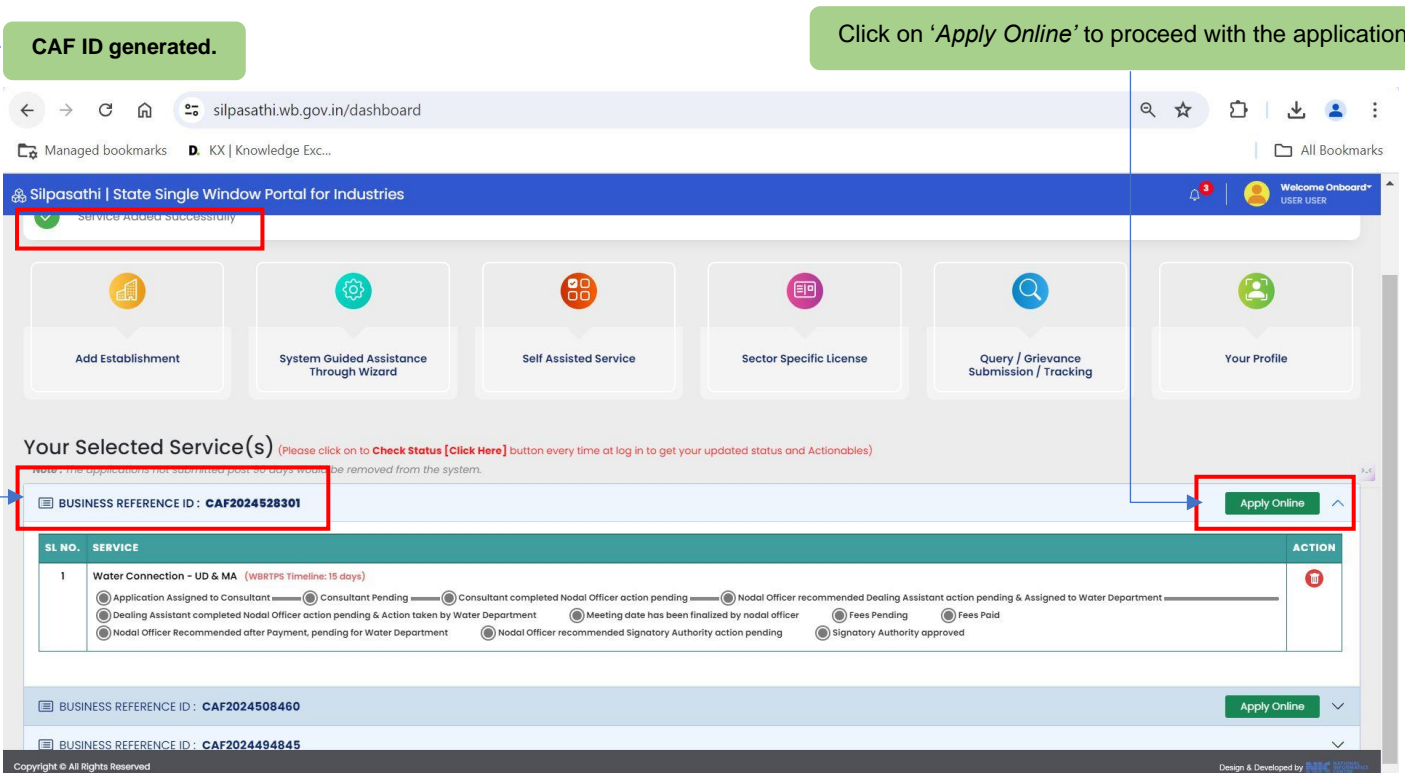 CAF ID generated.
Click on ‘Apply Online’ to proceed with the application
silpasathi.wb.gov.in/dashboard
Managed bookmarks D. KX | Knowledge Exc... All Bookmarks
Silpasathi | State Single Window Portal for Industries 3 Welcome Onboard
USER USER
Service Added Successfully
Add Establishment
System Guided Assistance
Through Wizard
Self Assisted Service
Sector Specific License
Query / Grievance
Submission / Tracking
Your Profile
Your Selected Service(s) (Please click on to Check Status [Click Here] button every time at log in to get your updated status and Actionables)
Note : The applications not submitted post 90 days would be removed from the system.
BUSINESS REFERENCE ID : CAF2024528301 Apply Online
SL NO. SERVICE ACTION
1 Water Connection - UD & MA (WBRTPS Timeline: 15 days)
Application Assigned to Consultant Consultant Pending Consultant completed Nodal Officer action pending Nodal Officer recommended Dealing Assistant action pending & Assigned to Water Department
Dealing Assistant completed Nodal Officer action pending & Action taken by Water Department Meeting date has been finalized by nodal officer Fees Pending Fees Paid
Nodal Officer Recommended after Payment, pending for Water Department Nodal Officer recommended Signatory Authority action pending Signatory Authority approved
BUSINESS REFERENCE ID : CAF2024508460 Apply Online
BUSINESS REFERENCE ID : CAF2024494845
Copyright © All Rights Reserved Design & Developed by